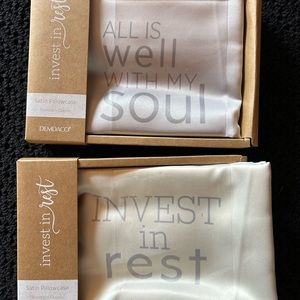 invest in rest
Satin Pillowcase
DEMDACO
ALL IS
well
WITH MY
soul
invest in rest
Satin Pillowcase
INVEST
in
rest